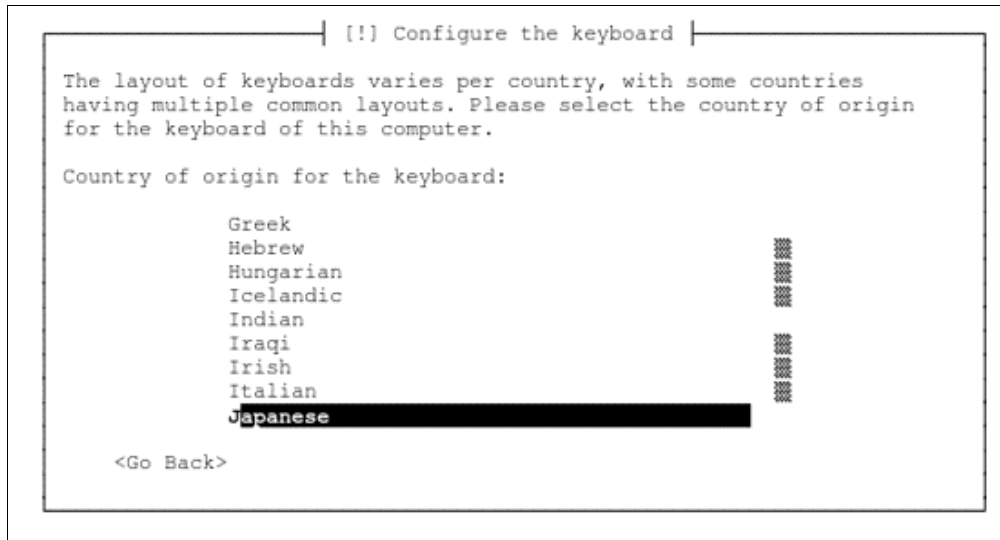 [!] Configure the keyboard
The layout of keyboards varies per country, with some countries
having multiple common layouts. Please select the country of origin
for the keyboard of this computer.
Country of origin for the keyboard:
Greek
Hebrew
Hungarian
Icelandic
Indian
Iraqi
Irish
Italian
Japanese
<Go Back>